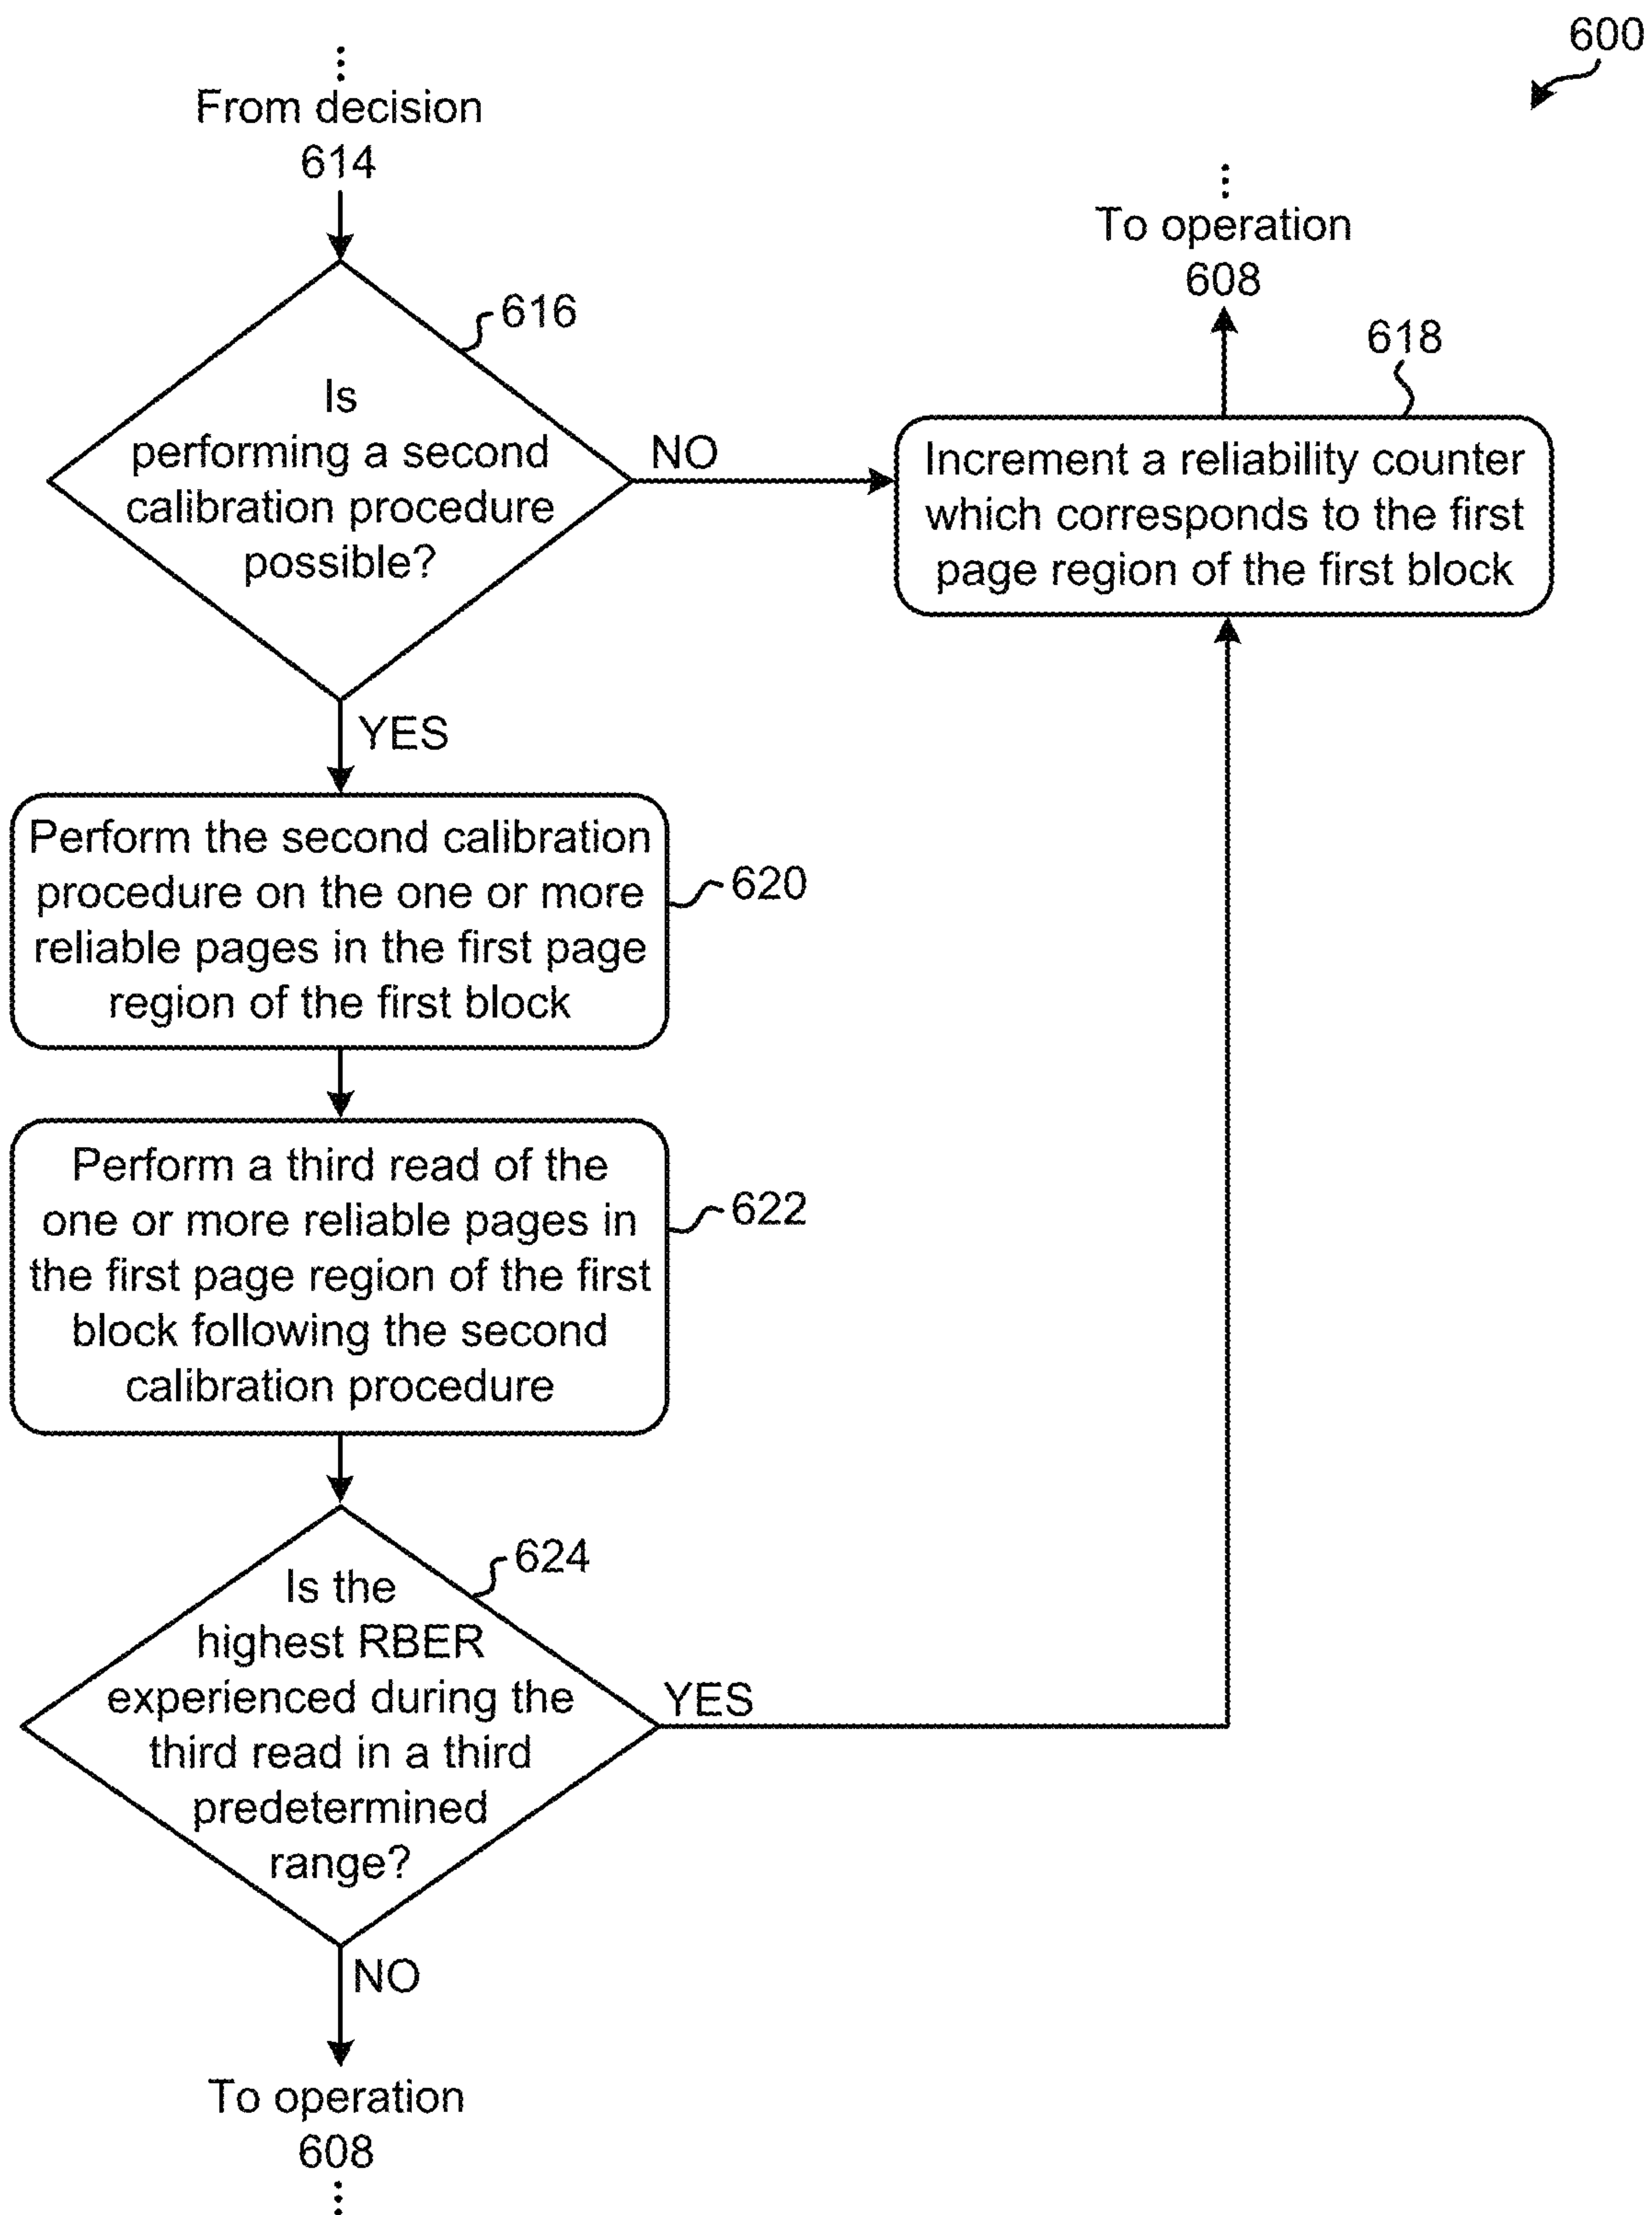 600
⋮
From decision
614
⋮
To operation
608
616
618
Is
performing a second
calibration procedure
possible?
NO
Increment a reliability counter
which corresponds to the first
page region of the first block
YES
Perform the second calibration
procedure on the one or more
reliable pages in the first page
region of the first block
620
Perform a third read of the
one or more reliable pages in
the first page region of the first
block following the second
calibration procedure
622
624
Is the
highest RBER
experienced during the
third read in a third
predetermined
range?
YES
NO
To operation
608
⋮